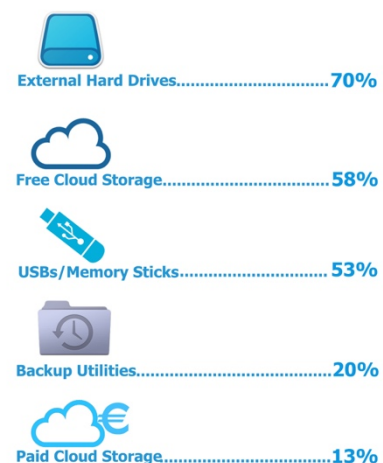 External Hard Drives..............................70%
Free Cloud Storage.................................58%
USBs/Memory Sticks.............................53%
Backup Utilities.......................................20%
€
Paid Cloud Storage.................................13%